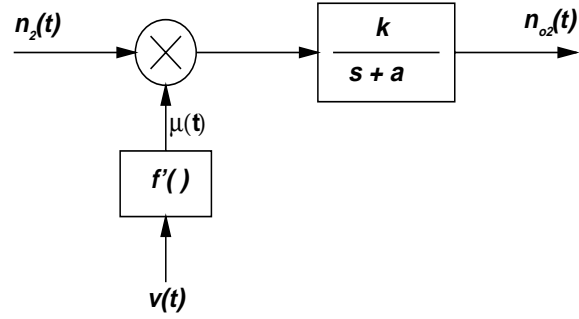 n₂(t)
k
s + a
nₒ₂(t)
μ(t)
f'( )
v(t)